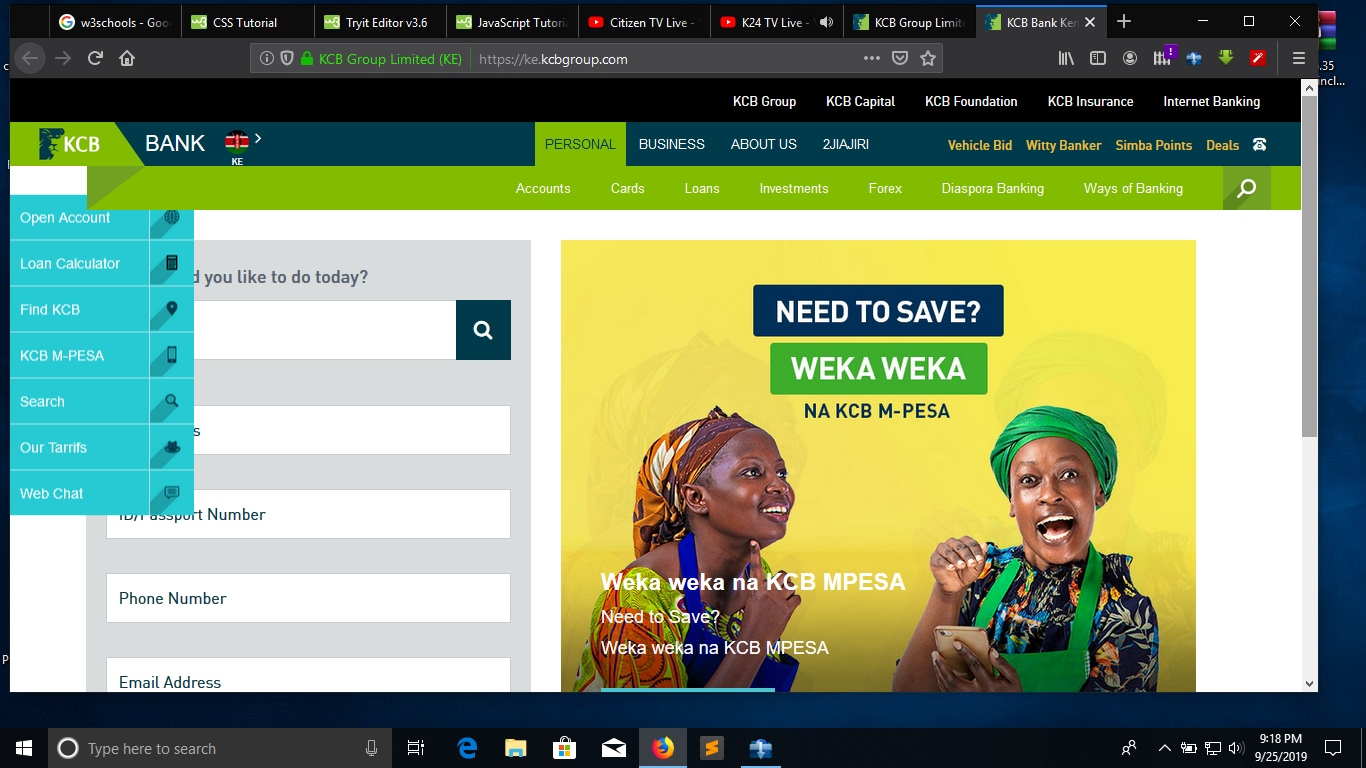 w3schools - Goo
CSS Tutorial
Tryit Editor v3.6
JavaScript Tutoria
Citizen TV Live -
K24 TV Live -
KCB Group Limit
KCB Bank Ken
KCB Group Limited (KE)
https://ke.kcbgroup.com
KCB Group
KCB Capital
KCB Foundation
KCB Insurance
Internet Banking
KCB
BANK
KE
PERSONAL
BUSINESS
ABOUT US
2JIAJIRI
Vehicle Bid
Witty Banker
Simba Points
Deals
Accounts
Cards
Loans
Investments
Forex
Diaspora Banking
Ways of Banking
Open Account
Loan Calculator
Find KCB
KCB M-PESA
Search
Our Tarrifs
Web Chat
d you like to do today?
s
ID/Passport Number
Phone Number
Email Address
NEED TO SAVE?
WEKA WEKA
NA KCB M-PESA
Weka weka na KCB MPESA
Need to Save?
Weka weka na KCB MPESA
Type here to search
9:18 PM
9/25/2019